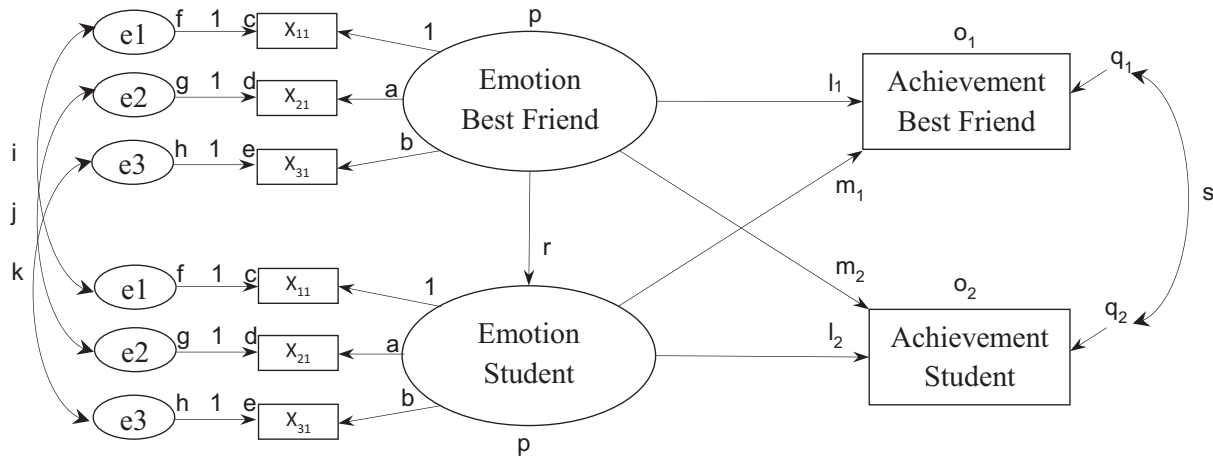 p
e1 f 1 c X11 1
Emotion
Best Friend
e2 g 1 d X21 a
e3 h 1 e X31 b
o1
Achievement
Best Friend
l1
q1
i
j
k
r
m1
m2
s
e1 f 1 c X11 1
Emotion
Student
e2 g 1 d X21 a
e3 h 1 e X31 b
p
o2
Achievement
Student
l2
q2